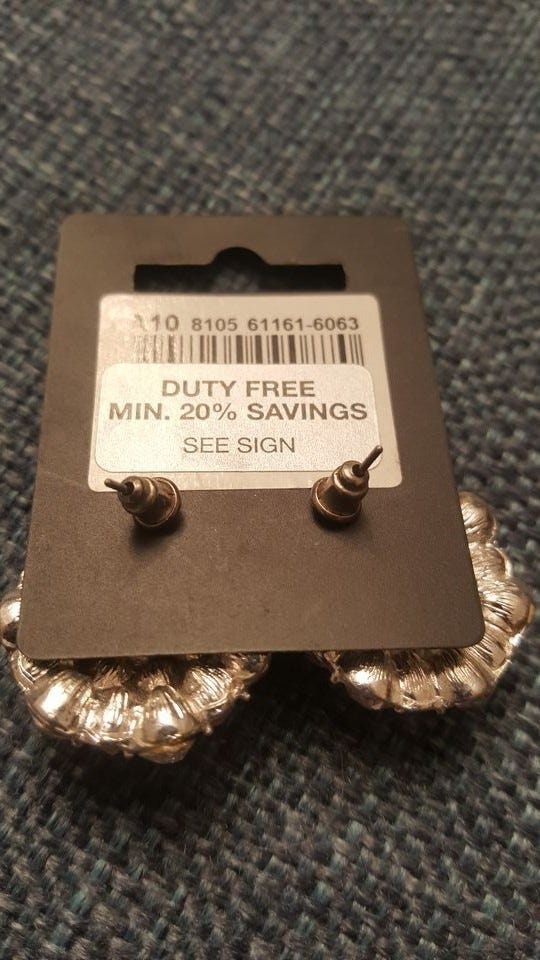 10 8105 61161-6063
DUTY FREE
MIN. 20% SAVINGS
SEE SIGN